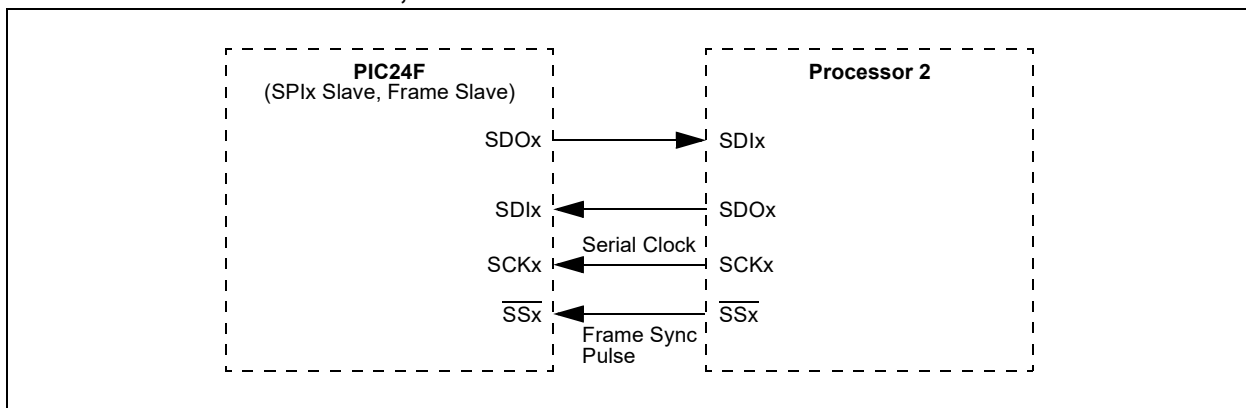 PIC24F
(SPIx Slave, Frame Slave)
Processor 2
SDOx
SDIx
SDIx
SDOx
Serial Clock
SCKx
SCKx
SSx
SSx
Frame Sync
Pulse